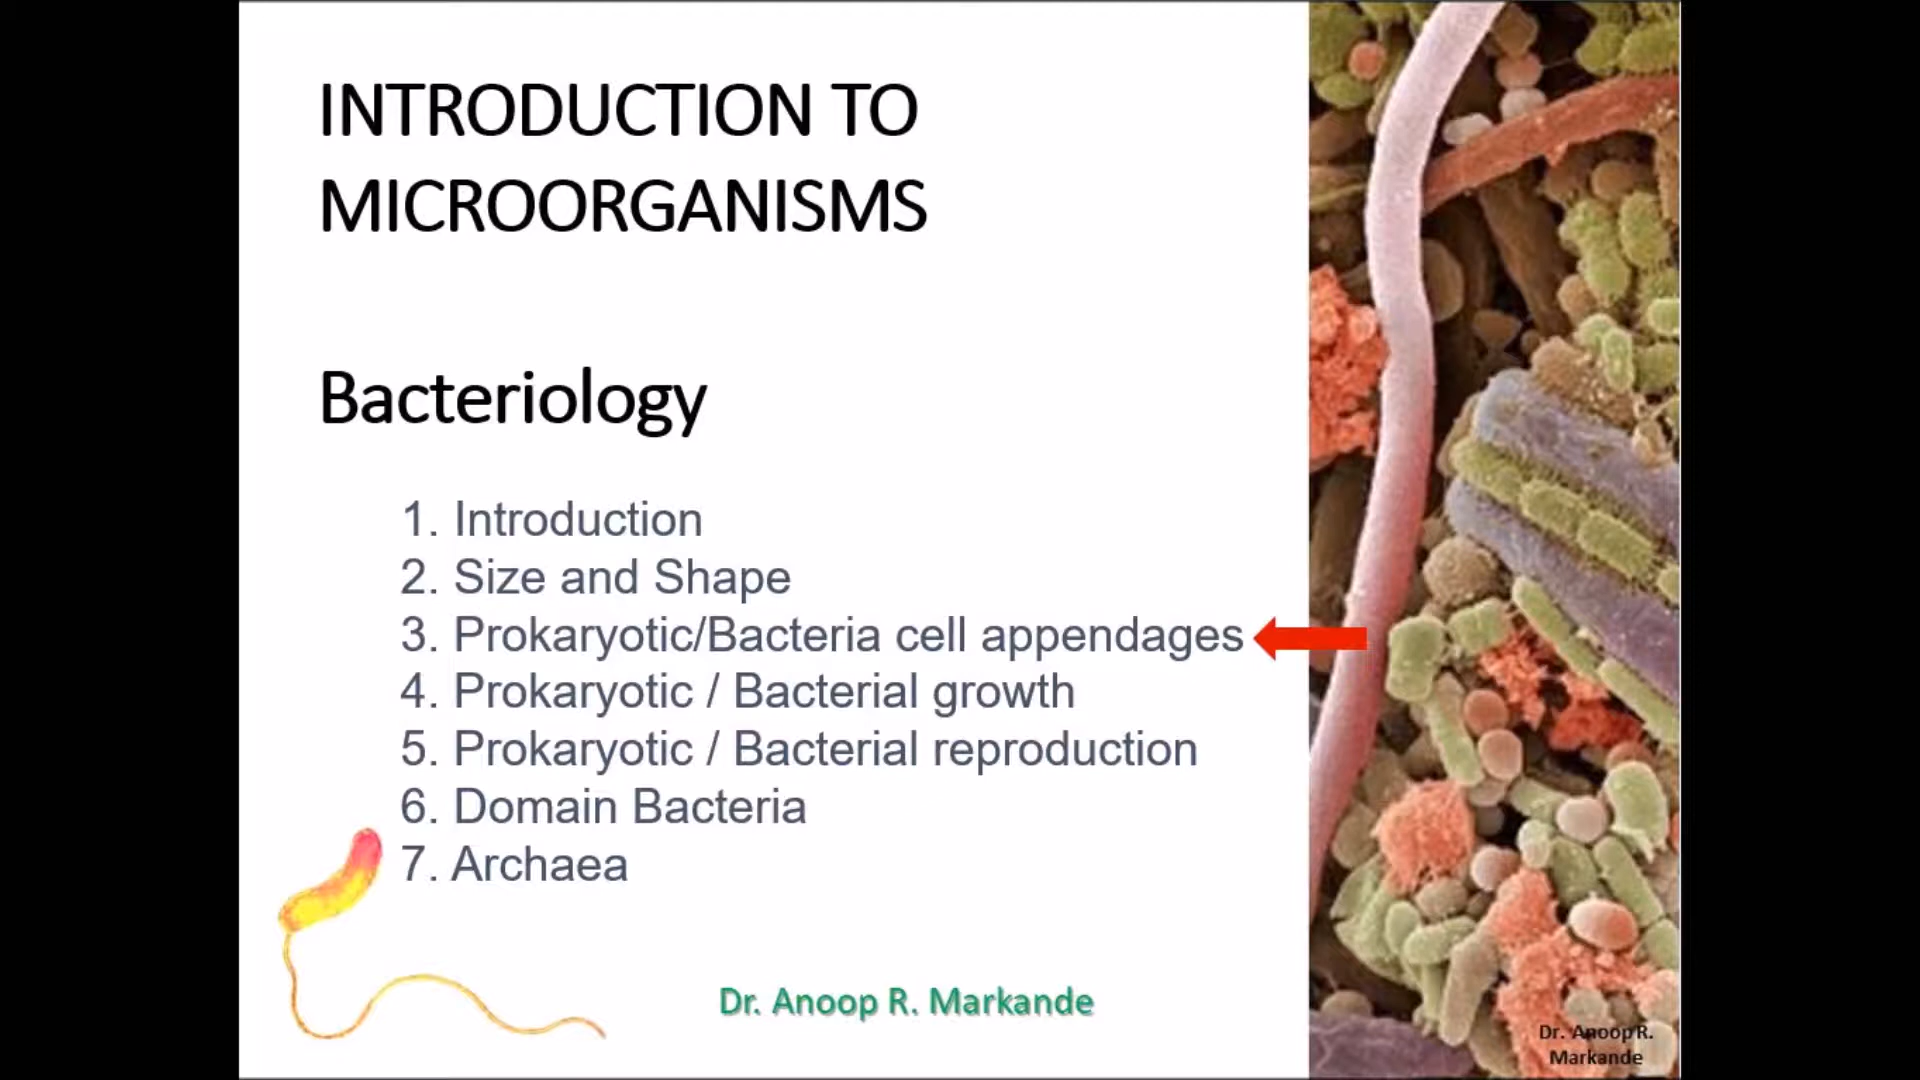 INTRODUCTION TO
MICROORGANISMS
Bacteriology
1. Introduction
2. Size and Shape
3. Prokaryotic/Bacteria cell appendages
4. Prokaryotic / Bacterial growth
5. Prokaryotic / Bacterial reproduction
6. Domain Bacteria
7. Archaea
Dr. Anoop R. Markande
Dr. Anoop R.
Markande